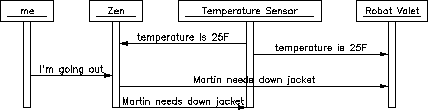 me Zen Temperature Sensor Robot Valet
temperature is 25F
temperature is 25F
I'm going out
Martin needs down jacket
Martin needs down jacket